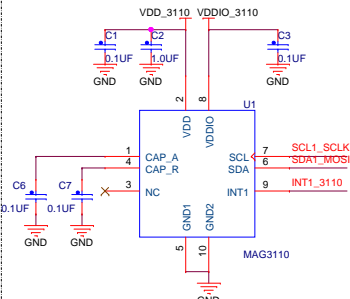 VDD_3110 VDDIO_3110
C1 C2 C3
0.1UF 1.0UF 0.1UF
GND GND GND
2 8 U1
VDD VDDIO
1 CAP_A SCL 7 SCL1_SCLK
4 CAP_R SDA 6 SDA1_MOSI
3 NC INT1 9 INT1_3110
C6 C7
0.1UF 0.1UF
GND GND
GND1 GND2
5 10 MAG3110
GND